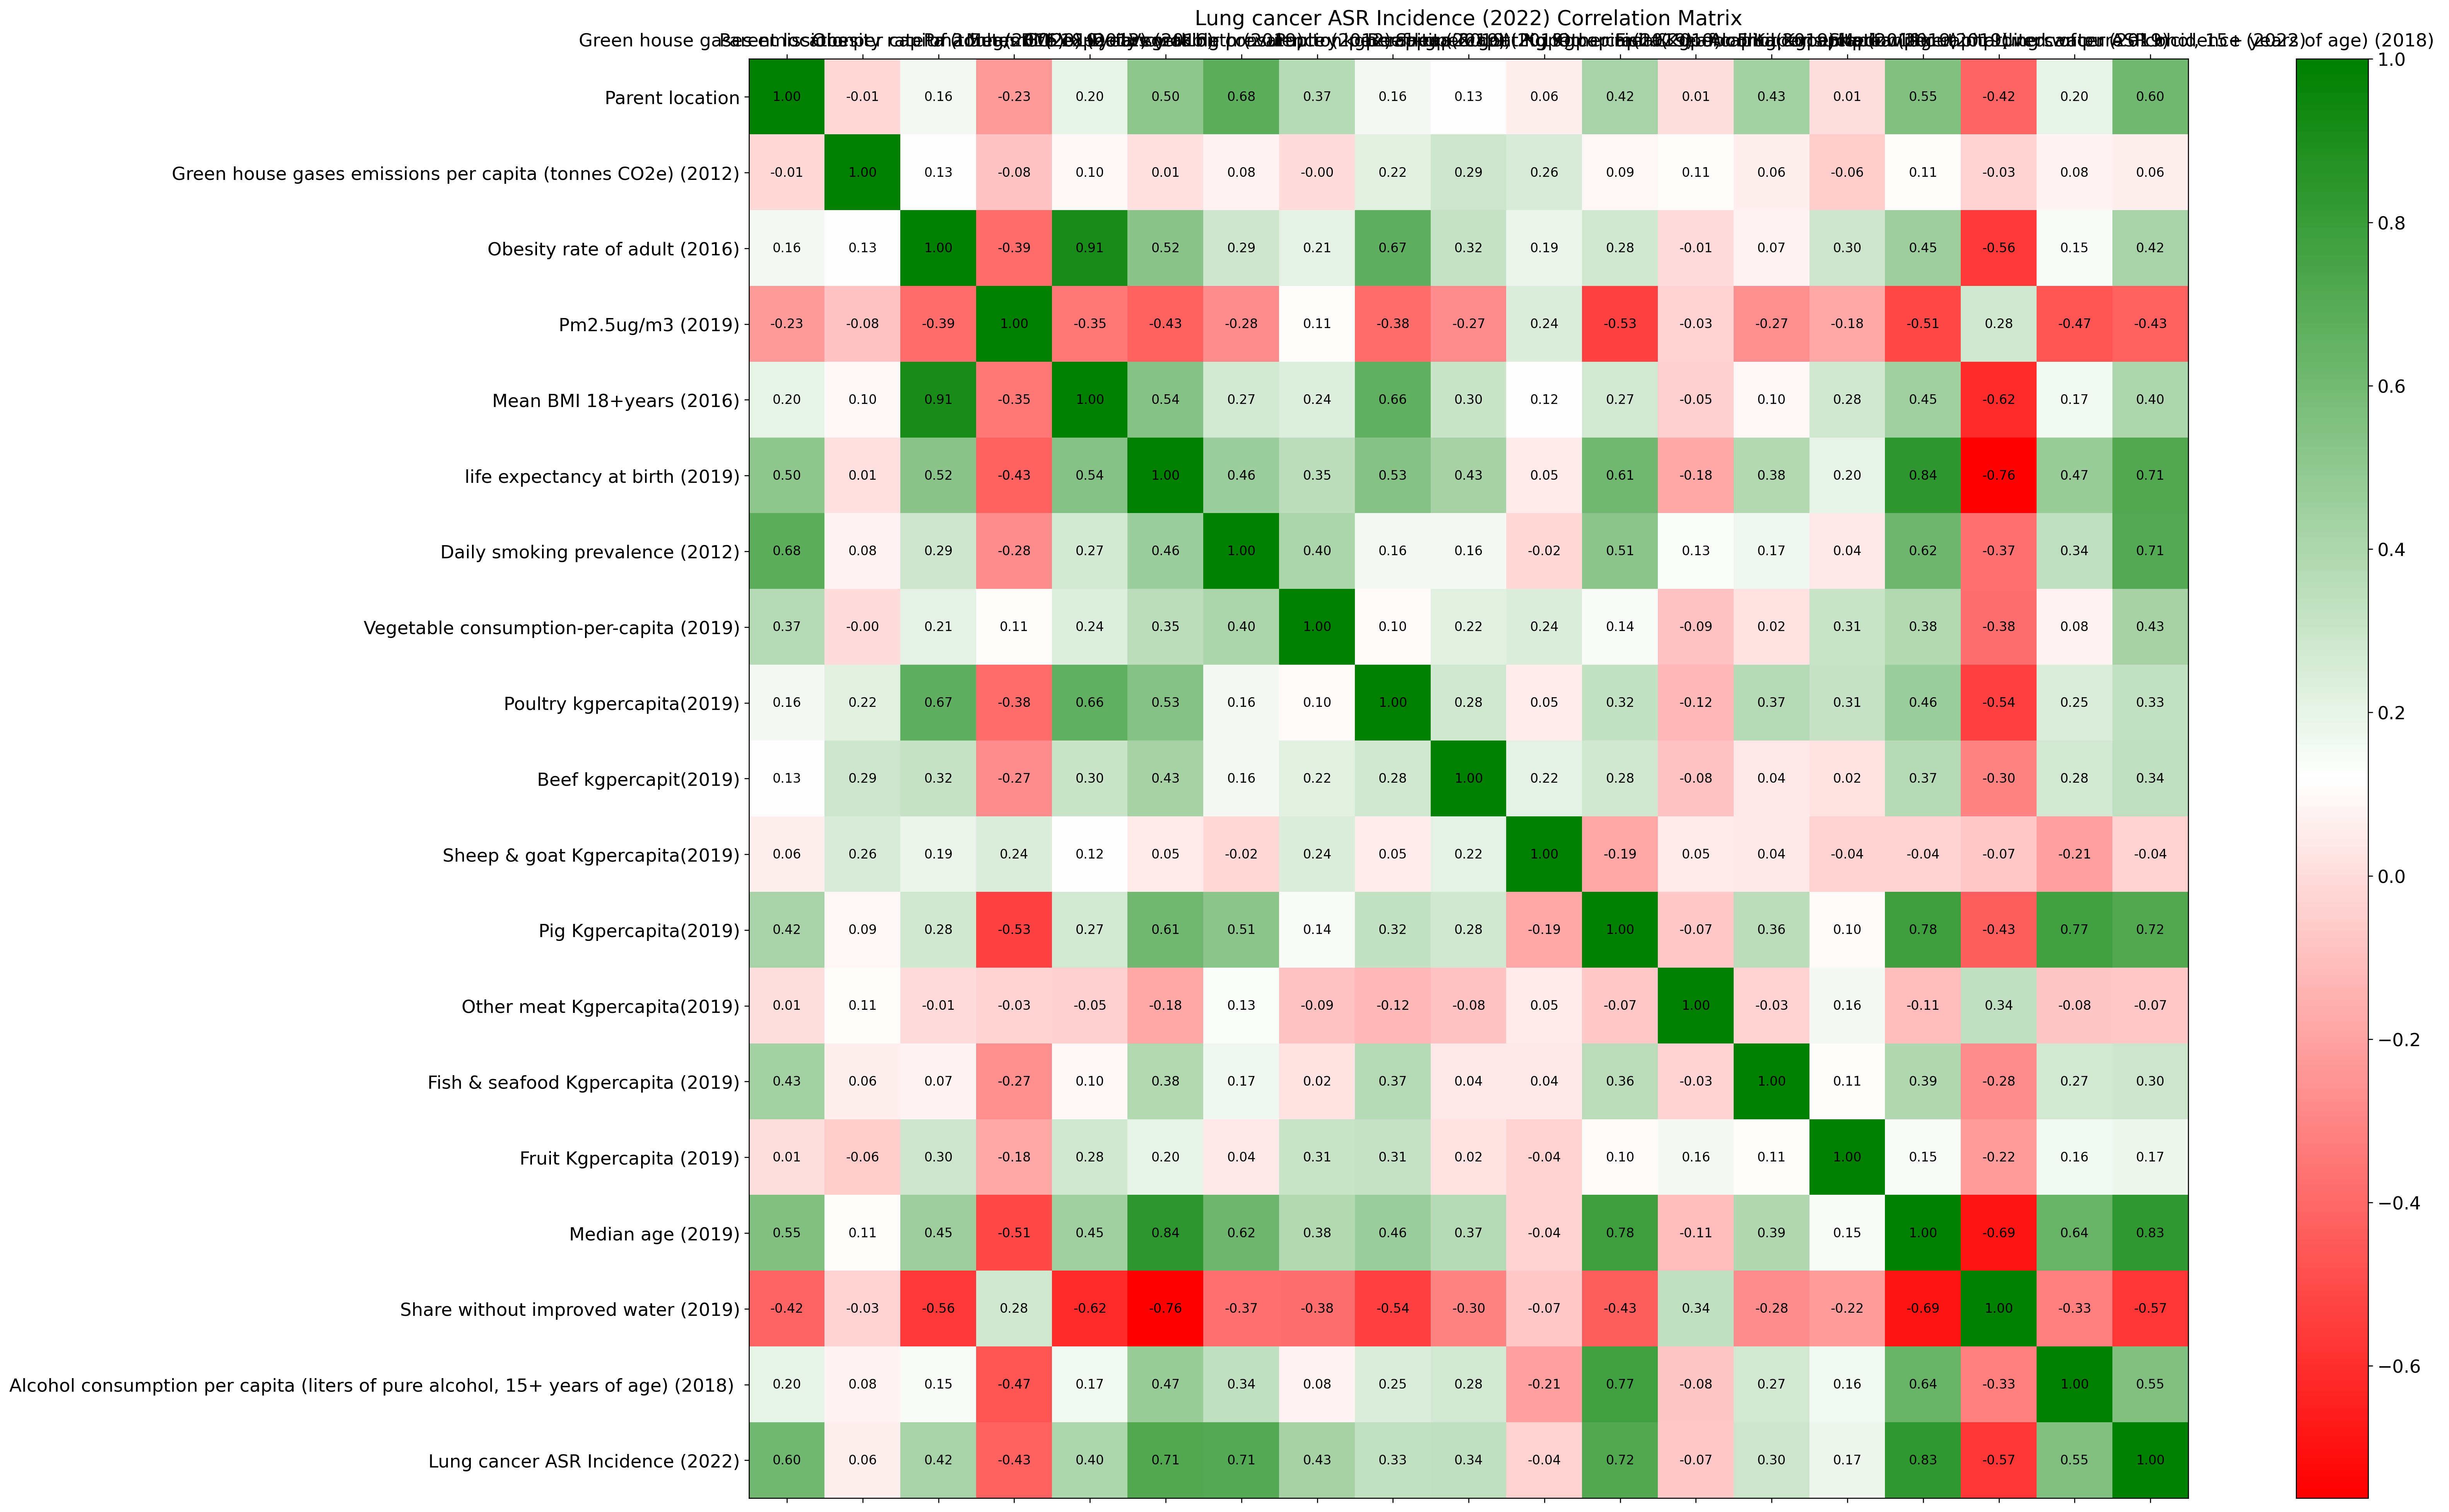 Lung cancer ASR Incidence (2022) Correlation Matrix
Green house gases emissions per capita
of age) (2018)
Parent location 1.00 -0.01 0.16 -0.23 0.20 0.50 0.68 0.37 0.16 0.13 0.06 0.42 0.01 0.43 0.01 0.55 -0.42 0.20 0.60
Green house gases emissions per capita (tonnes CO2e) (2012) -0.01 1.00 0.13 -0.08 0.10 0.01 0.08 -0.00 0.22 0.29 0.26 0.09 0.11 0.06 -0.06 0.11 -0.03 0.08 0.06
Obesity rate of adult (2016) 0.16 0.13 1.00 -0.39 0.91 0.52 0.29 0.21 0.67 0.32 0.19 0.28 -0.01 0.07 0.30 0.45 -0.56 0.15 0.42
Pm2.5ug/m3 (2019) -0.23 -0.08 -0.39 1.00 -0.35 -0.43 -0.28 0.11 -0.38 -0.27 0.24 -0.53 -0.03 -0.27 -0.18 -0.51 0.28 -0.47 -0.43
Mean BMI 18+years (2016) 0.20 0.10 0.91 -0.35 1.00 0.54 0.27 0.24 0.66 0.30 0.12 0.27 -0.05 0.10 0.28 0.45 -0.62 0.17 0.40
life expectancy at birth (2019) 0.50 0.01 0.52 -0.43 0.54 1.00 0.46 0.35 0.53 0.43 0.05 0.61 -0.18 0.38 0.20 0.84 -0.76 0.47 0.71
Daily smoking prevalence (2012) 0.68 0.08 0.29 -0.28 0.27 0.46 1.00 0.40 0.16 0.16 -0.02 0.51 0.13 0.17 0.04 0.62 -0.37 0.34 0.71
Vegetable consumption-per-capita (2019) 0.37 -0.00 0.21 0.11 0.24 0.35 0.40 1.00 0.10 0.22 0.24 0.14 -0.09 0.02 0.31 0.38 -0.38 0.08 0.43
Poultry kgpercapita(2019) 0.16 0.22 0.67 -0.38 0.66 0.53 0.16 0.10 1.00 0.28 0.05 0.32 -0.12 0.37 0.31 0.46 -0.54 0.25 0.33
Beef kgpercapit(2019) 0.13 0.29 0.32 -0.27 0.30 0.43 0.16 0.22 0.28 1.00 0.22 0.28 -0.08 0.04 0.02 0.37 -0.30 0.28 0.34
Sheep & goat Kgpercapita(2019) 0.06 0.26 0.19 0.24 0.12 0.05 -0.02 0.24 0.05 0.22 1.00 -0.19 0.05 0.04 -0.04 -0.04 -0.07 -0.21 -0.04
Pig Kgpercapita(2019) 0.42 0.09 0.28 -0.53 0.27 0.61 0.51 0.14 0.32 0.28 -0.19 1.00 -0.07 0.36 0.10 0.78 -0.43 0.77 0.72
Other meat Kgpercapita(2019) 0.01 0.11 -0.01 -0.03 -0.05 -0.18 0.13 -0.09 -0.12 -0.08 0.05 -0.07 1.00 -0.03 0.16 -0.11 0.34 -0.08 -0.07
Fish & seafood Kgpercapita (2019) 0.43 0.06 0.07 -0.27 0.10 0.38 0.17 0.02 0.37 0.04 0.04 0.36 -0.03 1.00 0.11 0.39 -0.28 0.27 0.30
Fruit Kgpercapita (2019) 0.01 -0.06 0.30 -0.18 0.28 0.20 0.04 0.31 0.31 0.02 -0.04 0.10 0.16 0.11 1.00 0.15 -0.22 0.16 0.17
Median age (2019) 0.55 0.11 0.45 -0.51 0.45 0.84 0.62 0.38 0.46 0.37 -0.04 0.78 -0.11 0.39 0.15 1.00 -0.69 0.64 0.83
Share without improved water (2019) -0.42 -0.03 -0.56 0.28 -0.62 -0.76 -0.37 -0.38 -0.54 -0.30 -0.07 -0.43 0.34 -0.28 -0.22 -0.69 1.00 -0.33 -0.57
Alcohol consumption per capita (liters of pure alcohol, 15+ years of age) (2018) 0.20 0.08 0.15 -0.47 0.17 0.47 0.34 0.08 0.25 0.28 -0.21 0.77 -0.08 0.27 0.16 0.64 -0.33 1.00 0.55
Lung cancer ASR Incidence (2022) 0.60 0.06 0.42 -0.43 0.40 0.71 0.71 0.43 0.33 0.34 -0.04 0.72 -0.07 0.30 0.17 0.83 -0.57 0.55 1.00
1.0
0.8
0.6
0.4
0.2
0.0
−0.2
−0.4
−0.6